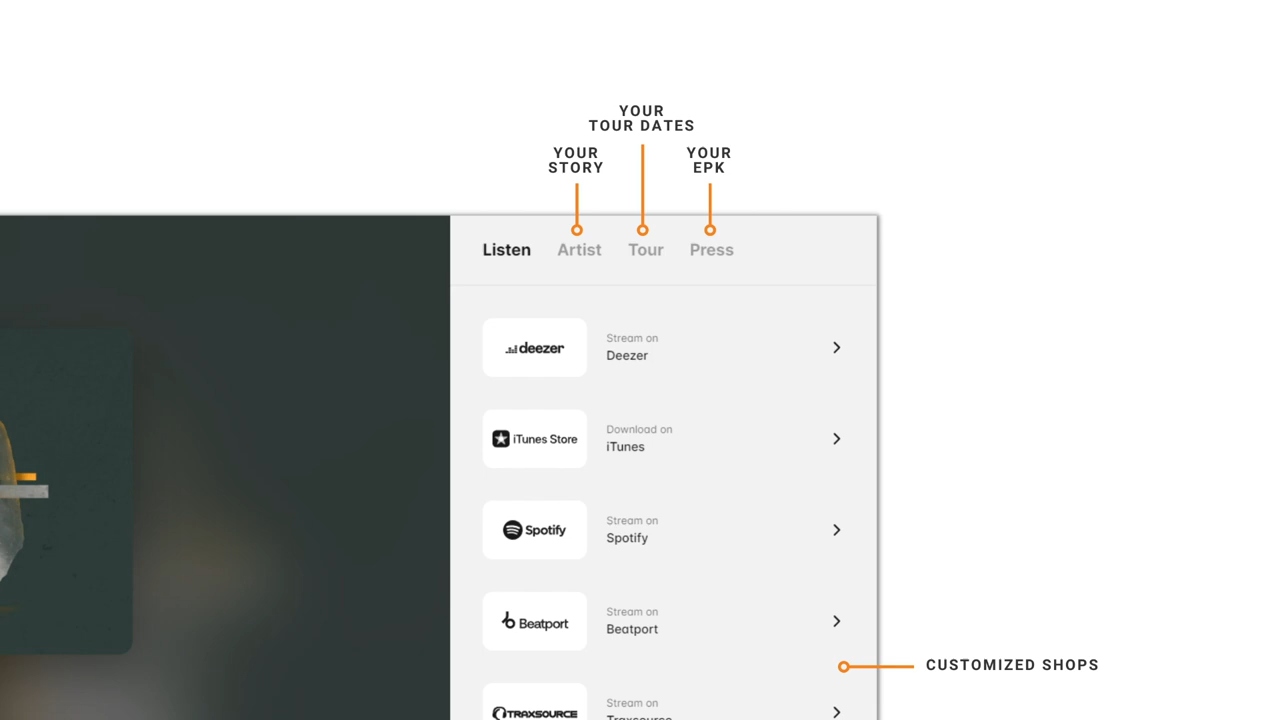 YOUR
TOUR DATES
YOUR
STORY
YOUR
EPK
Listen Artist Tour Press
deezer
Stream on
Deezer
iTunes Store
Download on
iTunes
Spotify
Stream on
Spotify
Beatport
Stream on
Beatport
CUSTOMIZED SHOPS
TRAXSOURCE
Stream on
Traxsource